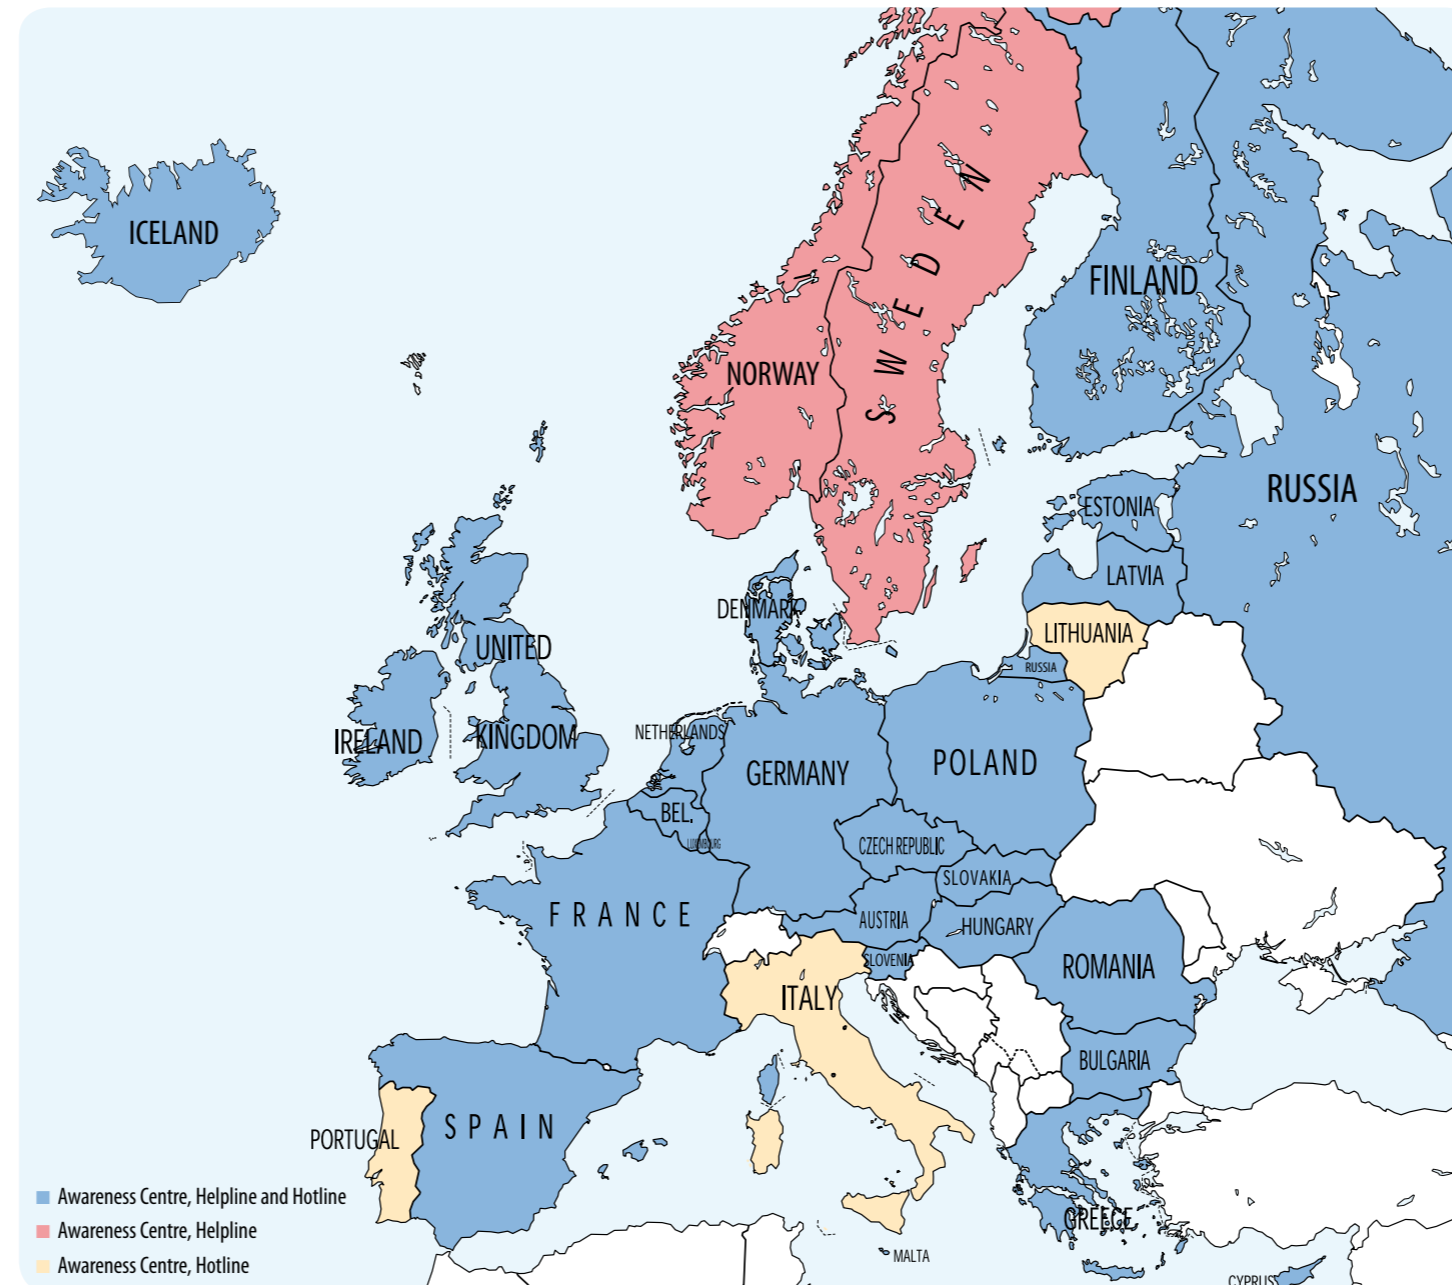 ICELAND
FINLAND
NORWAY
SWEDEN
RUSSIA
ESTONIA
LATVIA
DENMARK
LITHUANIA
UNITED
KINGDOM
RUSSIA
IRELAND
NETHERLANDS
GERMANY
POLAND
BEL.
LUXEMBOURG
CZECH REPUBLIC
SLOVAKIA
FRANCE
AUSTRIA
HUNGARY
SLOVENIA
ROMANIA
ITALY
BULGARIA
SPAIN
PORTUGAL
GREECE
MALTA
CYPRUS
Awareness Centre, Helpline and Hotline
Awareness Centre, Helpline
Awareness Centre, Hotline